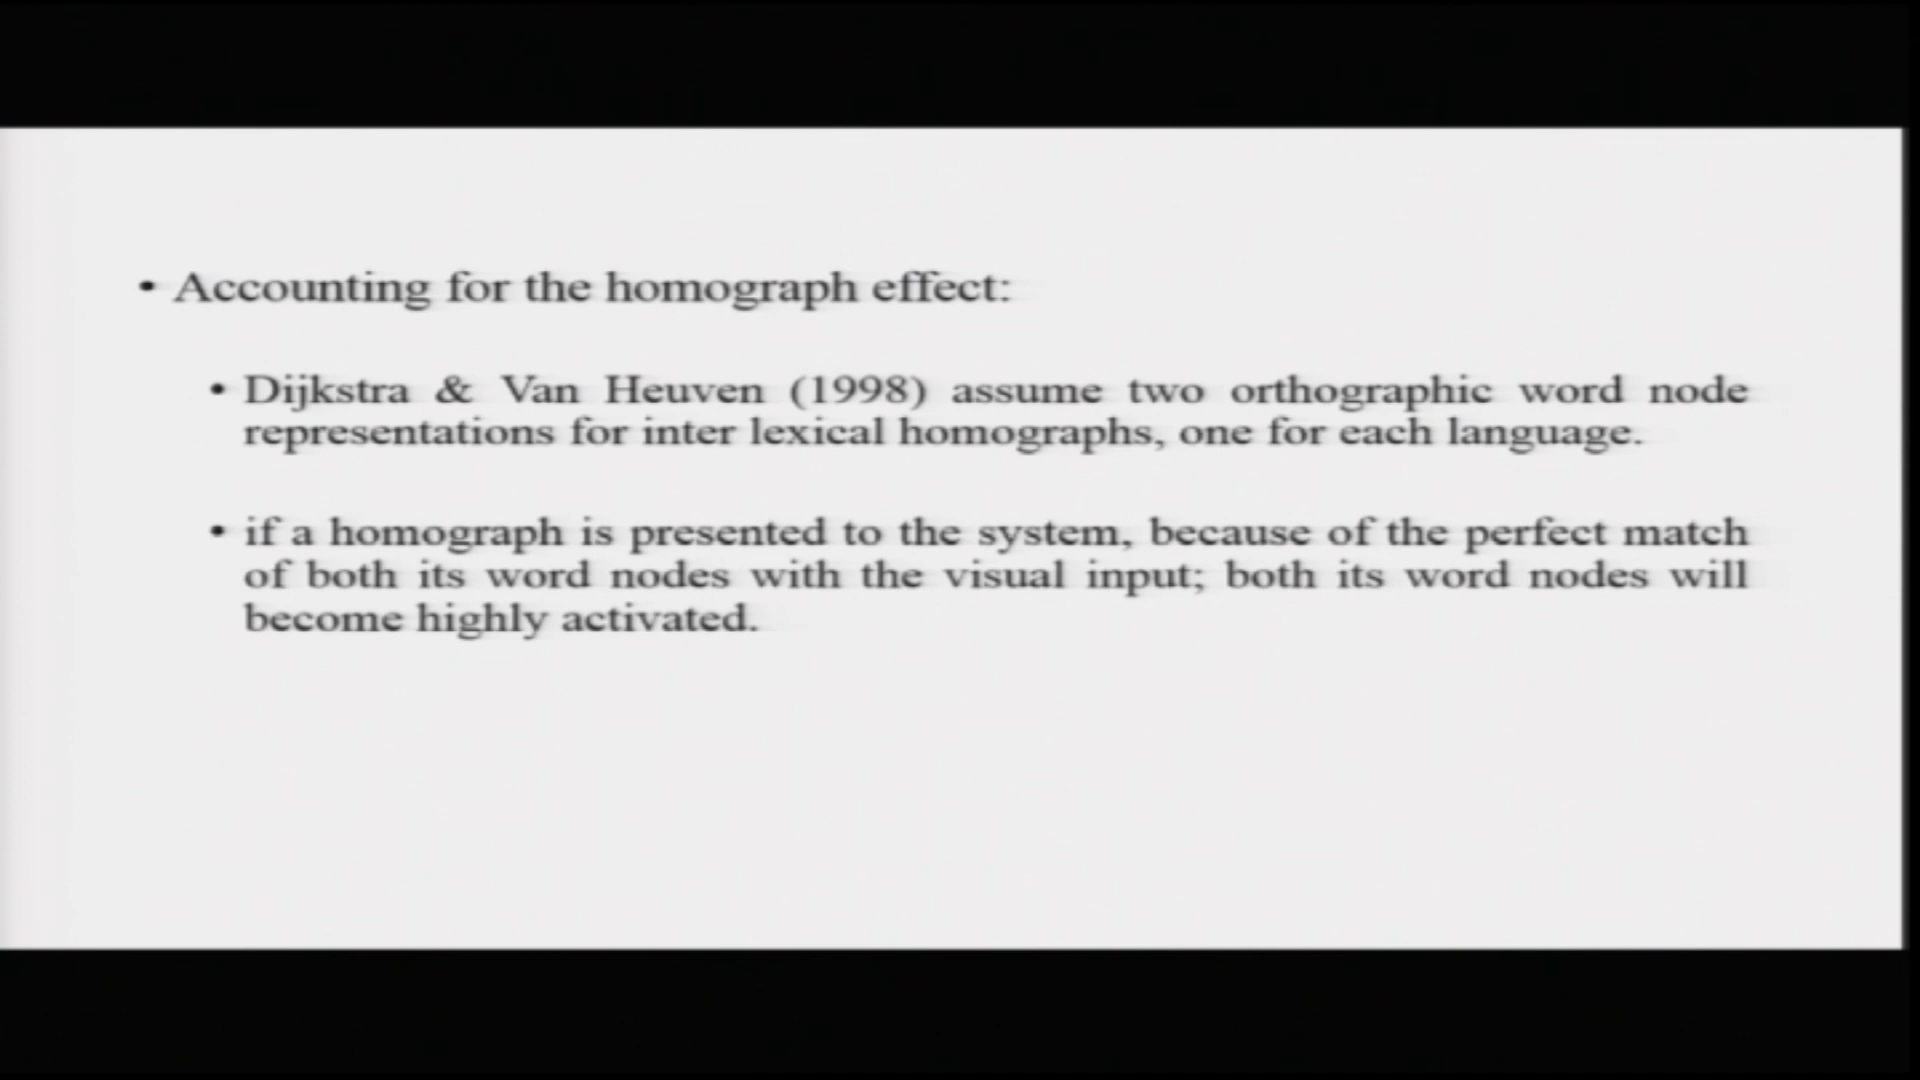 • Accounting for the homograph effect:
• Dijkstra & Van Heuven (1998) assume two orthographic word node
representations for inter lexical homographs, one for each language.
• if a homograph is presented to the system, because of the perfect match
of both its word nodes with the visual input; both its word nodes will
become highly activated.